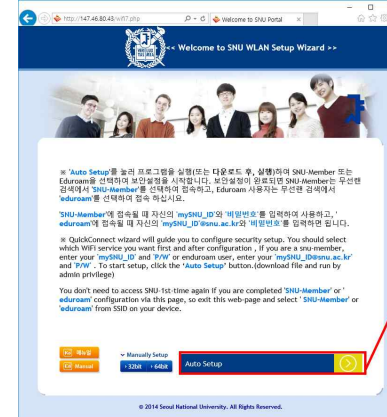 http://147.46.80.43/wifi7.php
Welcome to SNU Portal
<< Welcome to SNU WLAN Setup Wizard >>
※ 'Auto Setup'를 눌러 프로그램을 실행(또는 다운로드 후, 실행)하여 SNU-Member 또는
Eduroam을 선택하여 보안설정을 시작합니다. 보안설정이 완료되면 SNU-Member는 무선랜
검색에서 'SNU-Member'를 선택하여 접속하고, Eduroam 사용자는 무선랜 검색에서
'eduroam'를 선택하여 접속 하십시요.
'SNU-Member'에 접속될 때 자신의 'mySNU_ID'와 '비밀번호'를 입력하여 사용하고, '
eduroam'에 접속될 때 자신의 'mySNU_ID@snu.ac.kr와 '비밀번호'를 입력하면 됩니다.
※ QuickConnect wizard will guide you to configure security setup. You should select
which WiFi service you want first and after configuration , if you are a snu-member,
enter your 'mySNU_ID' and 'P/W' or enduroam user, enter your 'mySNU_ID@snu.ac.kr'
and 'P/W' . To start setup, click the 'Auto Setup' button.(download file and run by
admin privilege)
You don't need to access SNU-1st-time again if you are completed 'SNU-Member' or '
eduroam' configuration via this page, so exit this web-page and select ' SNU-Member' or
'eduroam' from SSID on your device.
매뉴얼
Manual
Manually Setup
32bit
64bit
Auto Setup
© 2014 Seoul National University. All Rights Reserved.